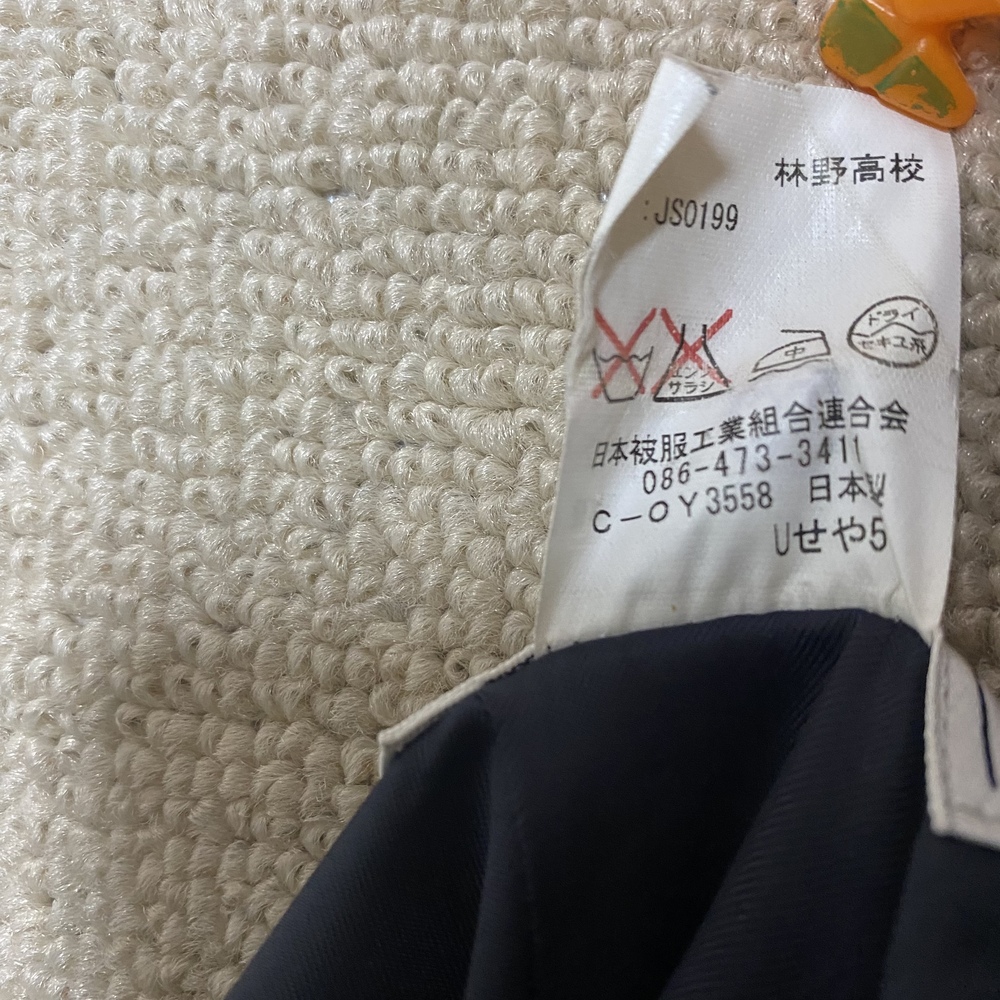 林野高校
:JS0199
エンソ
サラシ
中
ドライ
セキユ系
日本被服工業組合連合会
086-473-3411
C-OY3558 日本
Uせや5